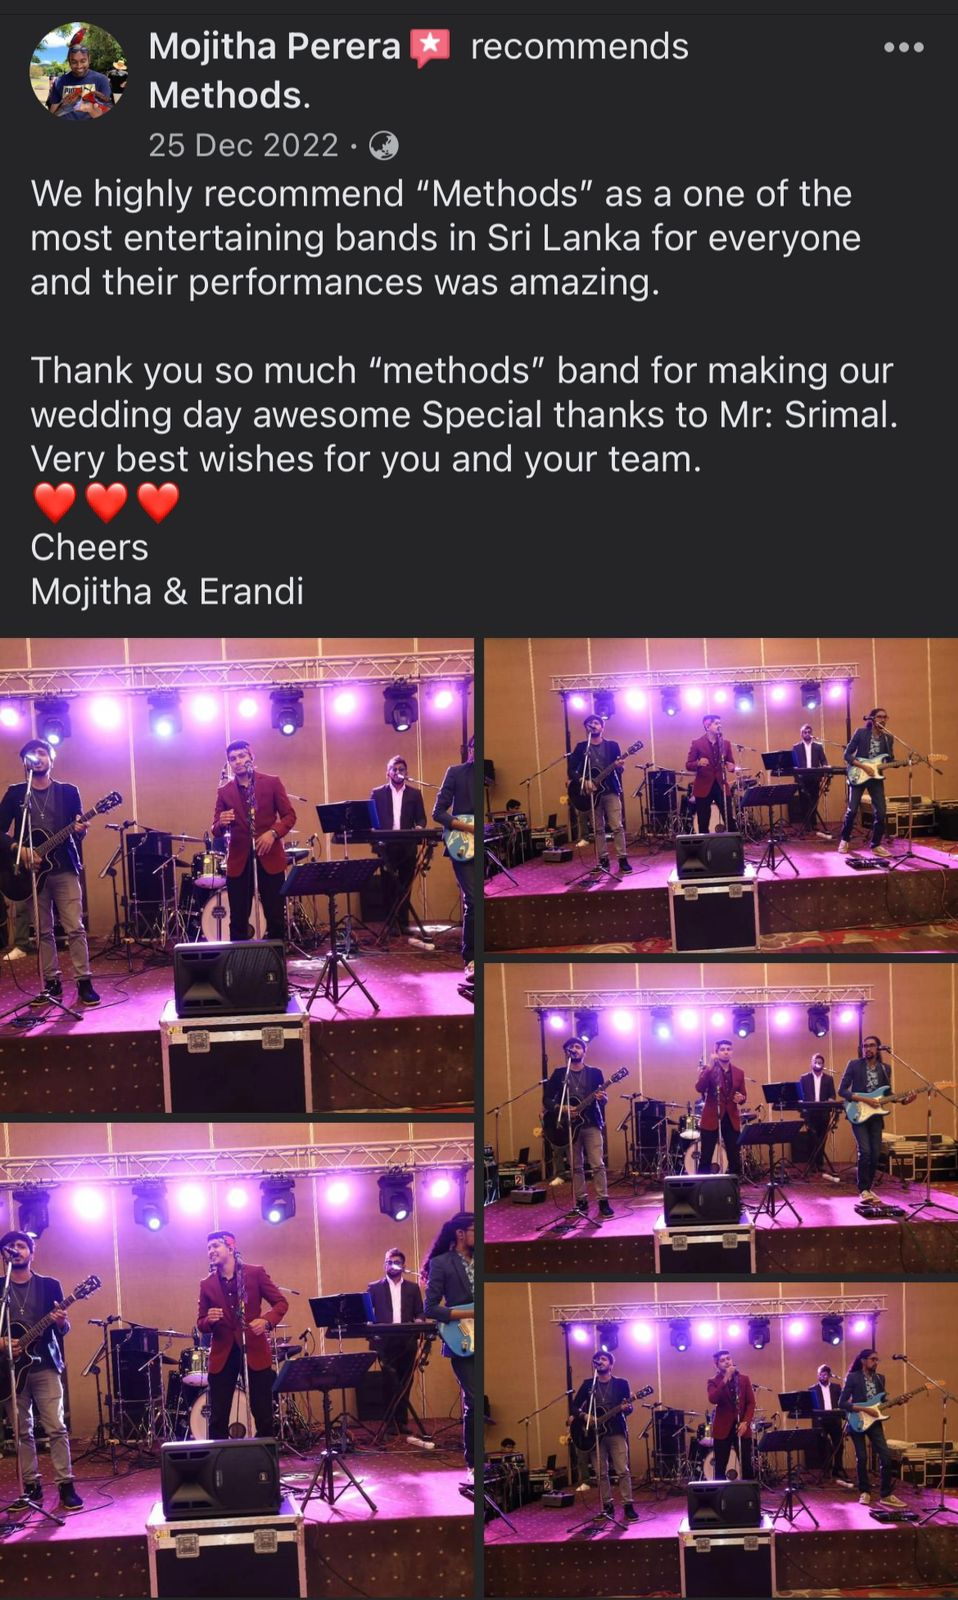 Mojitha Perera recommends
Methods.
25 Dec 2022 ·
We highly recommend “Methods” as a one of the
most entertaining bands in Sri Lanka for everyone
and their performances was amazing.
Thank you so much “methods” band for making our
wedding day awesome Special thanks to Mr: Srimal.
Very best wishes for you and your team.
❤️❤️❤️
Cheers
Mojitha & Erandi